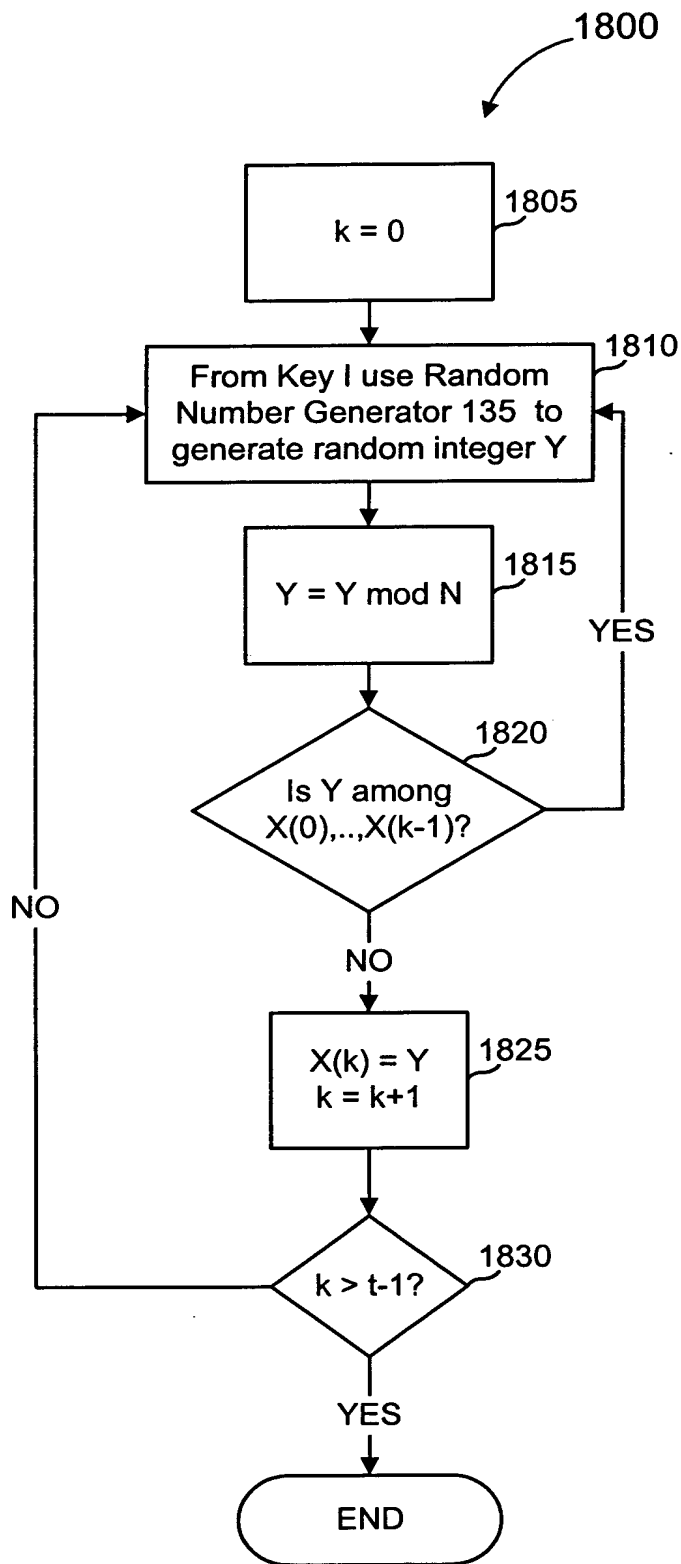 1800
1805
k = 0
1810
From Key I use Random
Number Generator 135 to
generate random integer Y
1815
Y = Y mod N
YES
1820
Is Y among
X(0),..,X(k-1)?
NO
NO
1825
X(k) = Y
k = k+1
1830
k > t-1?
YES
END